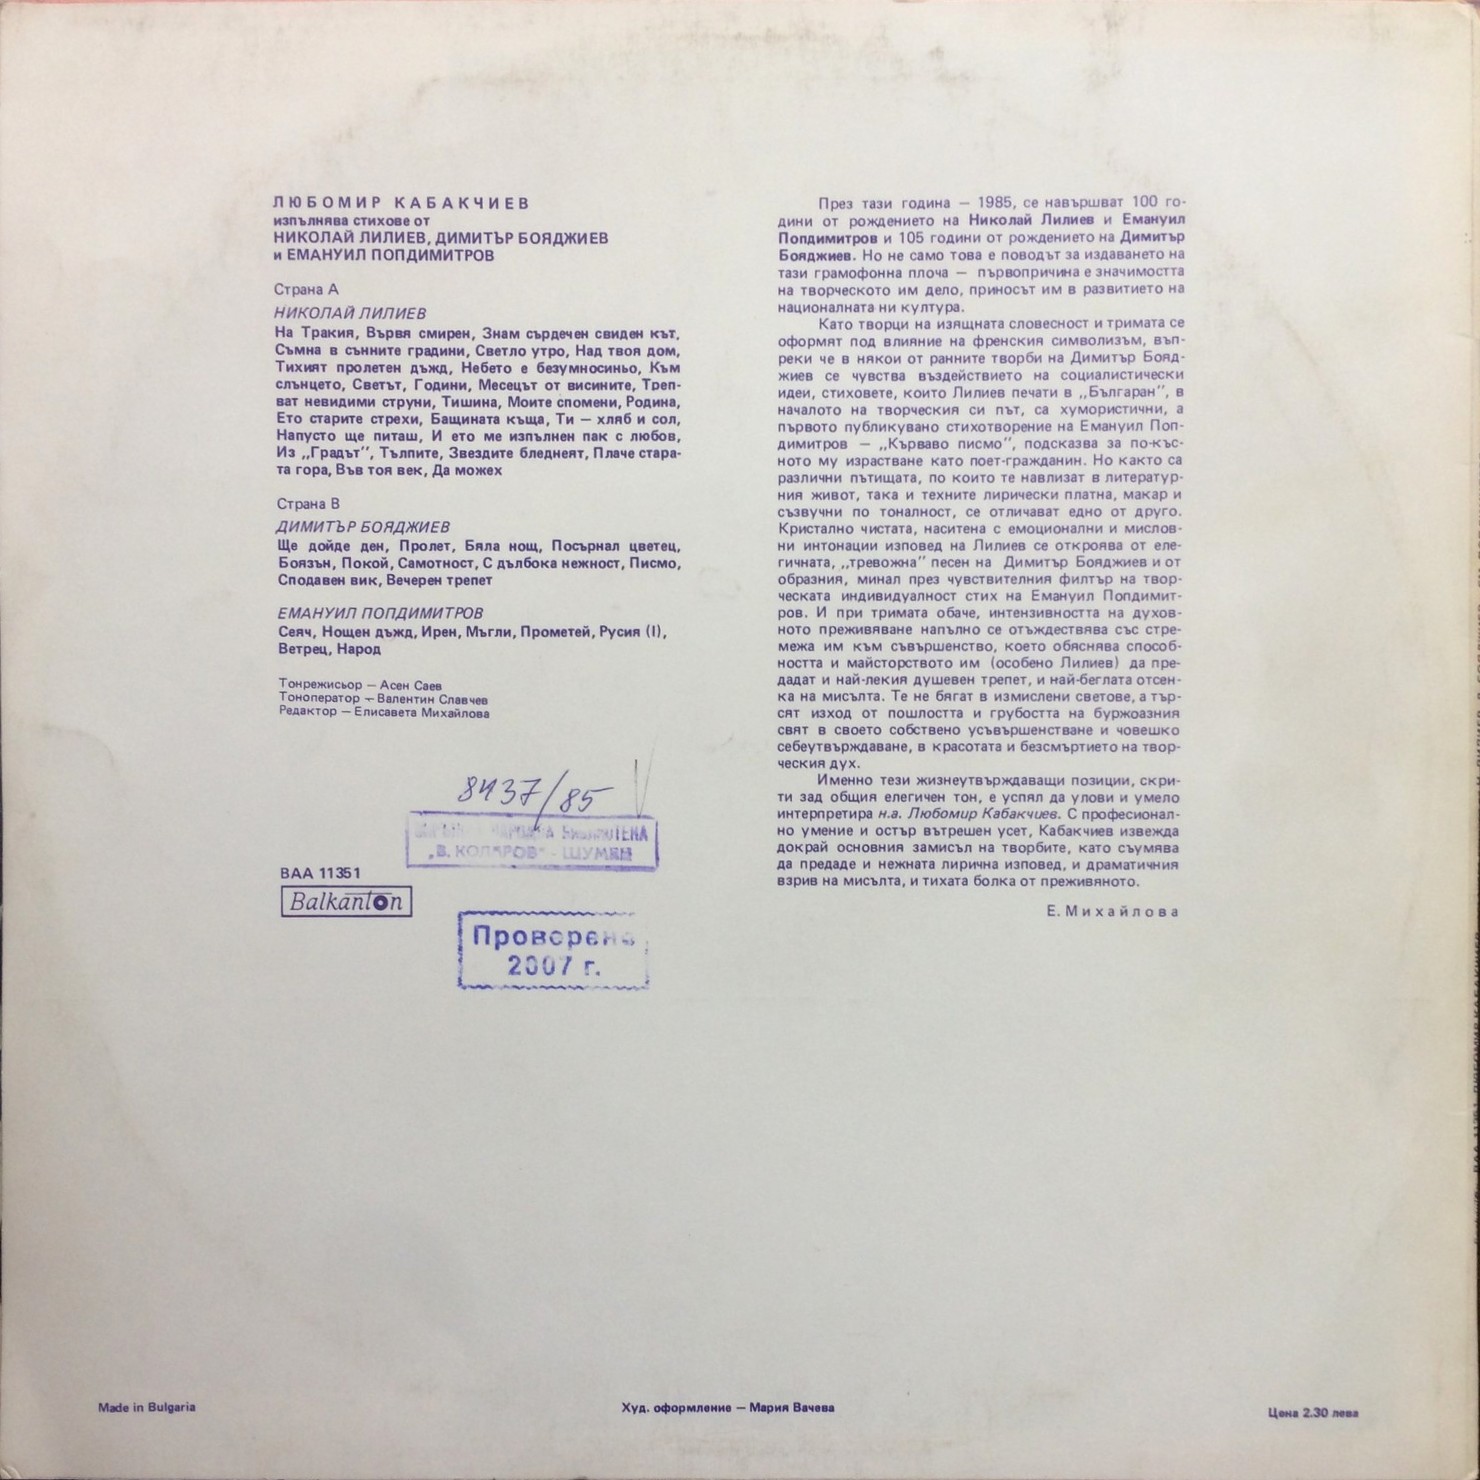 ЛЮБОМИР КАБАКЧИЕВ
изпълнява стихове от
НИКОЛАЙ ЛИЛИЕВ, ДИМИТЪР БОЯДЖИЕВ
и ЕМАНУИЛ ПОПДИМИТРОВ
Страна А
НИКОЛАЙ ЛИЛИЕВ
На Тракия, Вървя смирен, Знам сърдечен свиден кът,
Съмна в сънните градини, Светло утро, Над твоя дом,
Тихият пролетен дъжд, Небето е безумносиньо, Към
слънцето, Светът, Години, Месецът от висините, Треп-
ват невидими струни, Тишина, Моите спомени, Родина,
Ето старите стрехи, Бащината къща, Ти – хляб и сол,
Напусто ще питаш, И ето ме изпълнен пак с любов,
Из „Градът”, Тълпите, Звездите бледнеят, Плаче стара-
та гора, Във тоя век, Да можех
Страна В
ДИМИТЪР БОЯДЖИЕВ
Ще дойде ден, Пролет, Бяла нощ, Посърнал цветец,
Боязън, Покой, Самотност, С дълбока нежност, Писмо,
Сподавен вик, Вечерен трепет
ЕМАНУИЛ ПОПДИМИТРОВ
Сеяч, Нощен дъжд, Ирен, Мъгли, Прометей, Русия (I),
Ветрец, Народ
Тонрежисьор – Асен Саев
Тоноператор – Валентин Славчев
Редактор – Елисавета Михайлова
8437/85
НАРОДНА БИБЛИОТЕКА
„В. КОЛАРОВ" - ШУМЕН
ВАА 11351
Balkanton
Проверено
2007 г.
През тази година – 1985, се навършват 100 го-
дини от рождението на Николай Лилиев и Емануил
Попдимитров и 105 години от рождението на Димитър
Бояджиев. Но не само това е поводът за издаването на
тази грамофонна плоча – първопричина е значимостта
на творческото им дело, приносът им в развитието на
националната ни култура.
Като творци на изящната словесност и тримата се
оформят под влияние на френския символизъм, въп-
реки че в някои от ранните творби на Димитър Бояд-
жиев се чувства въздействието на социалистически
идеи, стиховете, които Лилиев печати в „Българан”, в
началото на творческия си път, са хумористични, а
първото публикувано стихотворение на Емануил Поп-
димитров – „Кърваво писмо”, подсказва за по-къс-
ното му израстване като поет-гражданин. Но както са
различни пътищата, по които те навлизат в литератур-
ния живот, така и техните лирически платна, макар и
съзвучни по тоналност, се отличават едно от друго.
Кристално чистата, наситена с емоционални и мислов-
ни интонации изповед на Лилиев се откроява от еле-
гичната, „тревожна” песен на Димитър Бояджиев и от
образния, минал през чувствителния филтър на твор-
ческата индивидуалност стих на Емануил Попдимит-
ров. И при тримата обаче, интензивността на духов-
ното преживяване напълно се отъждествява със стре-
межа им към съвършенство, което обяснява способ-
ността и майсторството им (особено Лилиев) да пре-
дадат и най-лекия душевен трепет, и най-беглата отсен-
ка на мисълта. Те не бягат в измислени светове, а тър-
сят изход от пошлостта и грубостта на буржоазния
свят в своето собствено усъвършенстване и човешко
себеутвърждаване, в красотата и безсмъртието на твор-
ческия дух.
Именно тези жизнеутвърждаващи позиции, скри-
ти зад общия елегичен тон, е успял да улови и умело
интерпретира н.а. Любомир Кабакчиев. С професионал-
но умение и остър вътрешен усет, Кабакчиев извежда
докрай основния замисъл на творбите, като съумява
да предаде и нежната лирична изповед, и драматичния
взрив на мисълта, и тихата болка от преживяното.
Е. Михайлова
Made in Bulgaria
Худ. оформление – Мария Вачева
Цена 2.30 лева